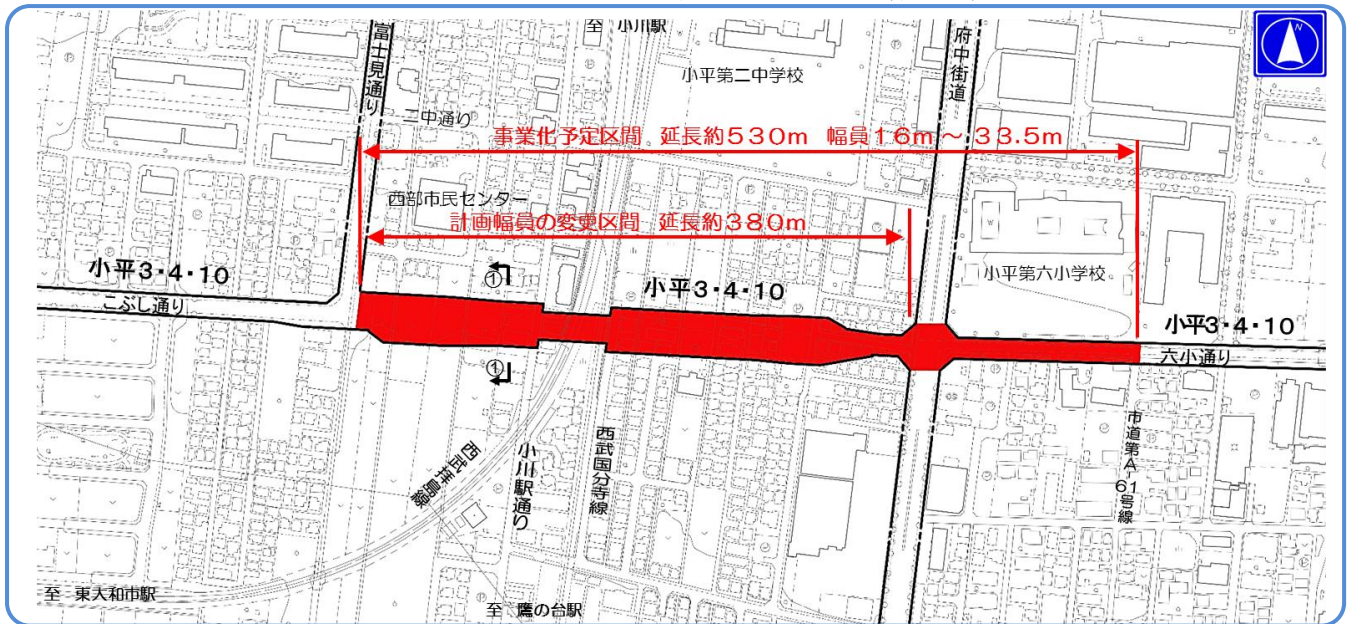 至 小川駅
富士見通り
府中街道
N
小平第二中学校
二中通り
事業化予定区間 延長約530m 幅員16m～33.5m
西部市民センター
計画幅員の変更区間 延長約380m
小平3・4・10
①
小平3・4・10
小平第六小学校
こぶし通り
小平3・4・10
六小通り
①
西武拝島線
小川駅通り
西武国分寺線
市道第A-61号線
至 東大和市駅
至 鷹の台駅